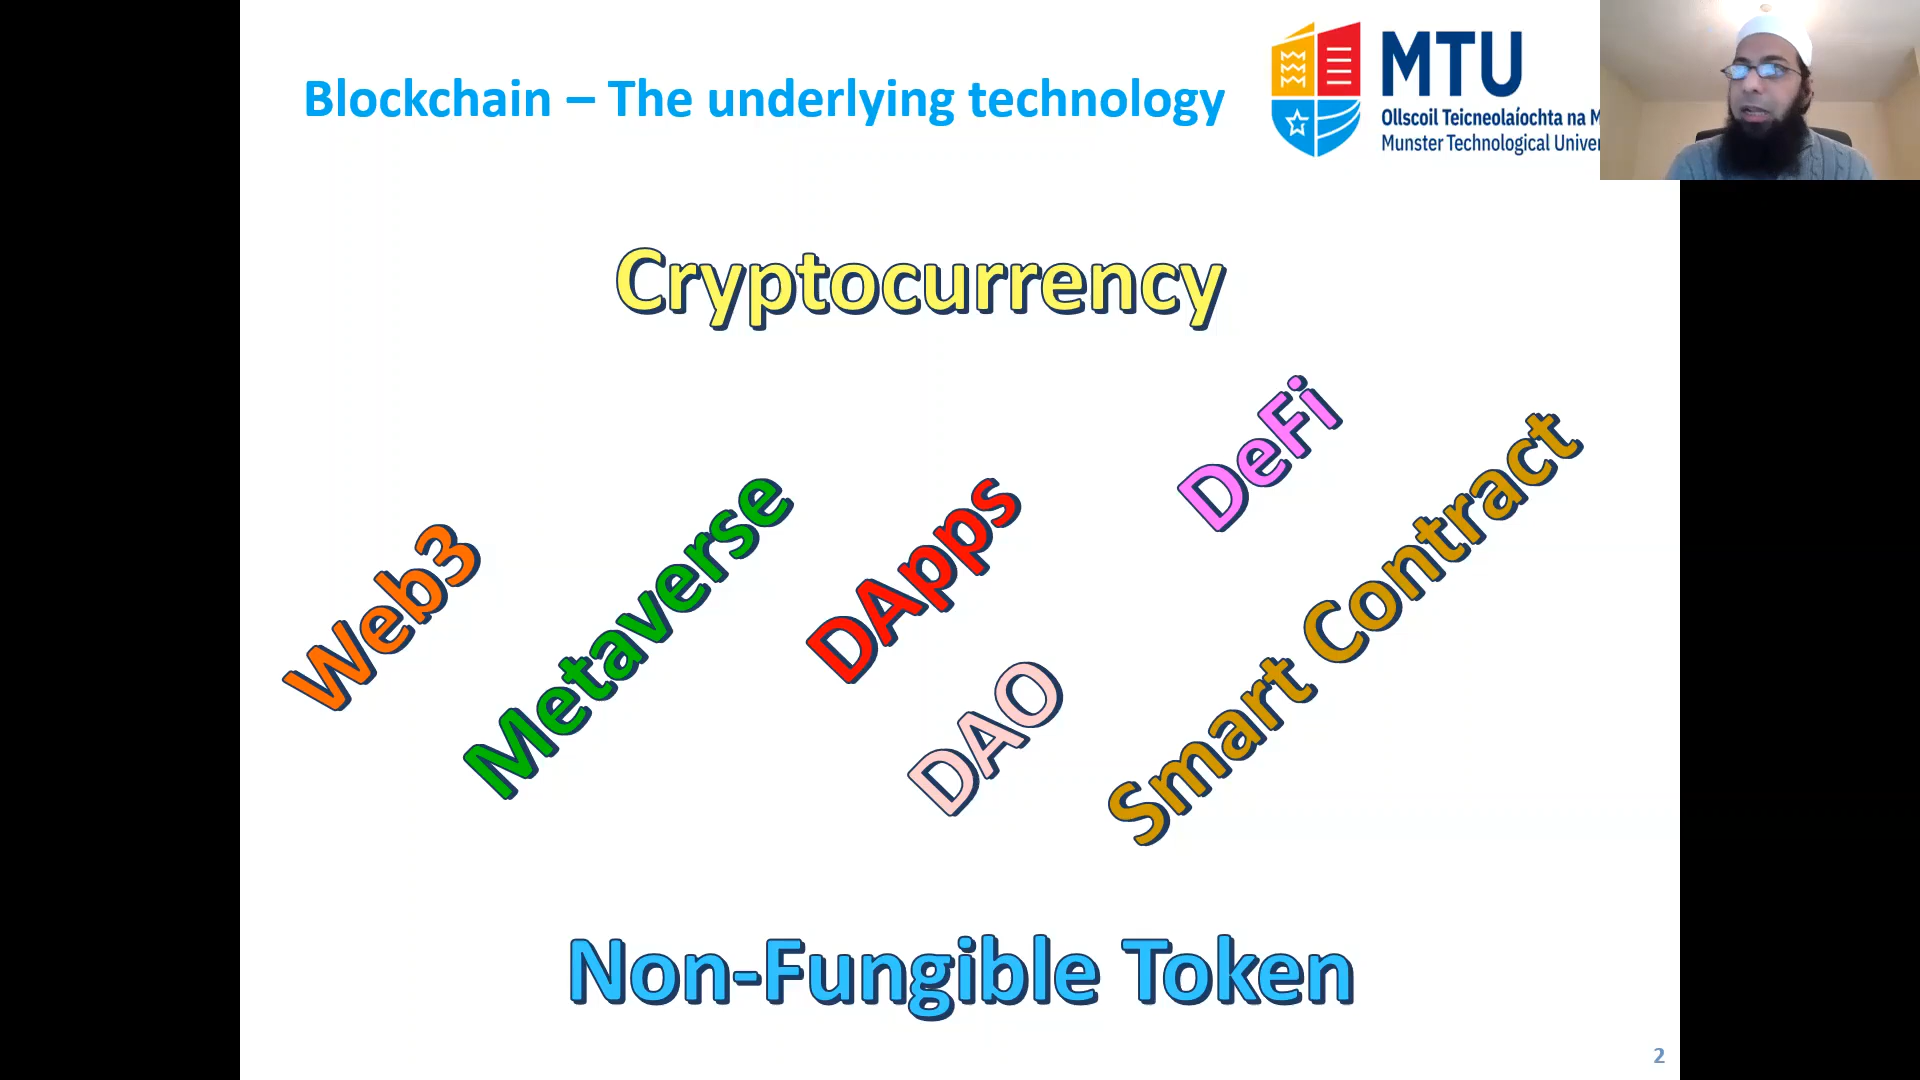 Blockchain – The underlying technology
MTU
Ollscoil Teicneolaíochta na
Munster Technological
Cryptocurrency
DeFi
Web3
Metaverse
DApps
DAO
Smart Contract
Non-Fungible Token
2